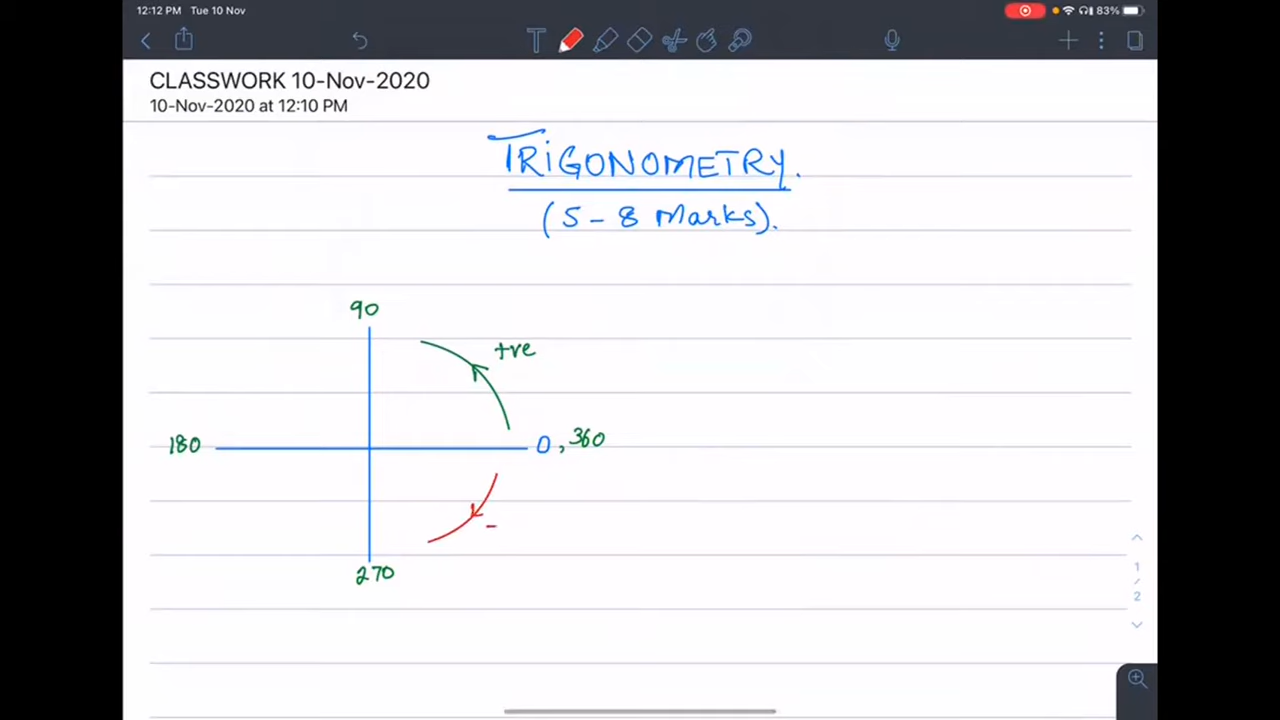 12:12 PM Tue 10 Nov
83%
CLASSWORK 10-Nov-2020
10-Nov-2020 at 12:10 PM
TRIGONOMETRY.
(5-8 Marks).
90
+ve
180
0, 360
-
270
1
/
2